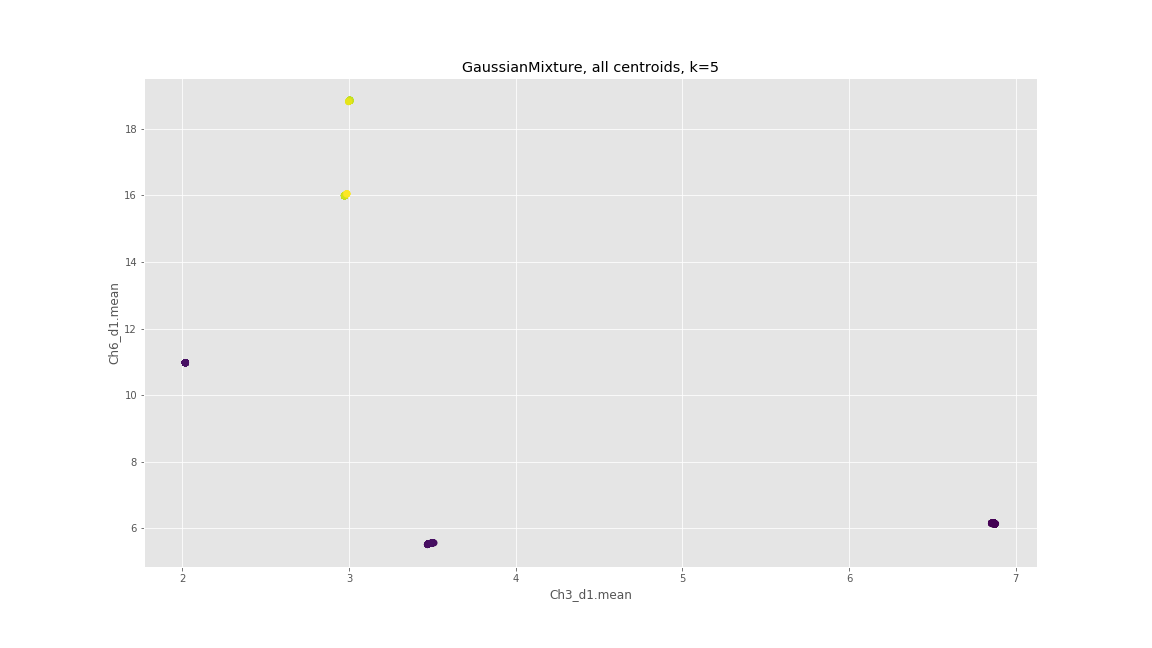 GaussianMixture, all centroids, k=5
18
16
14
12
10
8
6
Ch6_d1.mean
2 3 4 5 6 7
Ch3_d1.mean